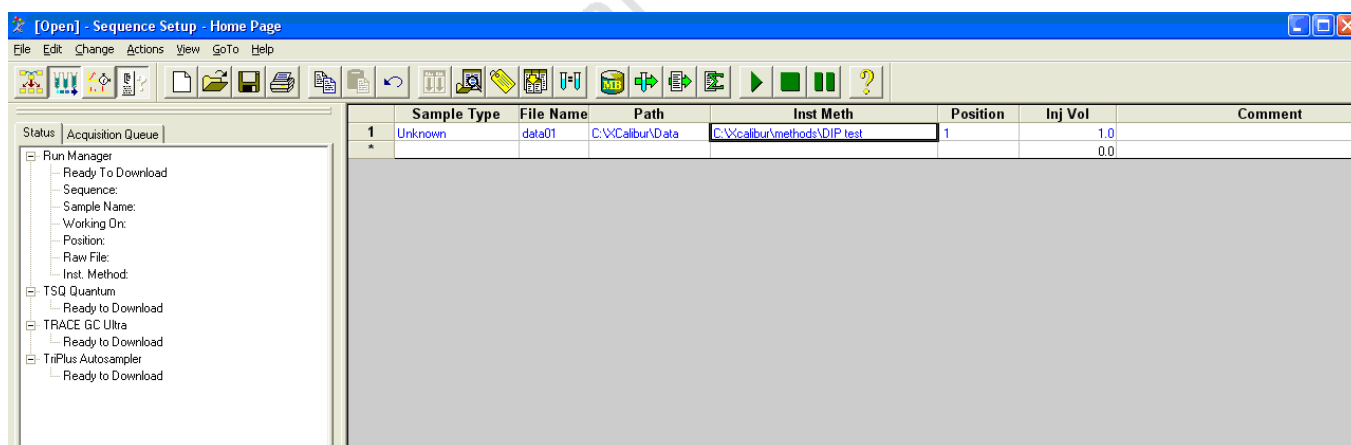 [Open] - Sequence Setup - Home Page
File Edit Change Actions View GoTo Help
Sample Type File Name Path Inst Meth Position Inj Vol Comment
1 Unknown data01 C:\XCalibur\Data C:\Xcalibur\methods\DIP test 1 1.0
* 0.0
Status Acquisition Queue
Run Manager
Ready To Download
Sequence:
Sample Name:
Working On:
Position:
Raw File:
Inst. Method:
TSQ Quantum
Ready to Download
TRACE GC Ultra
Ready to Download
TriPlus Autosampler
Ready to Download